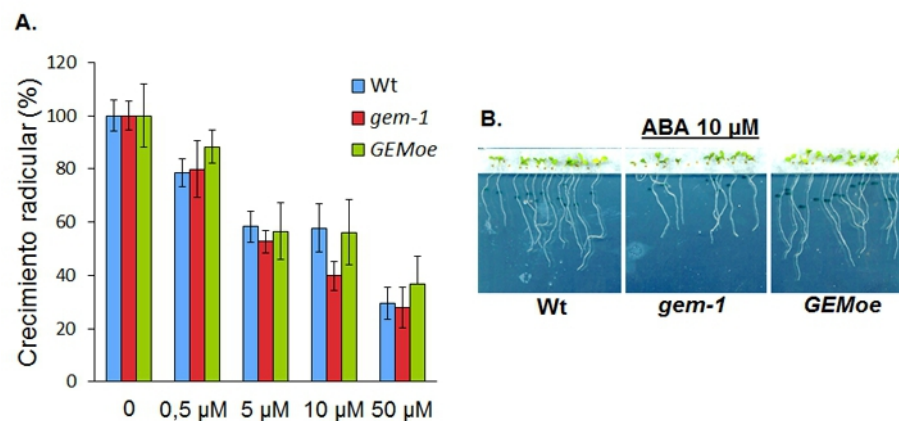 A.
Crecimiento radicular (%)
120
100
80
60
40
20
0
Wt
gem-1
GEMoe
0 0,5 µM 5 µM 10 µM 50 µM
B.
ABA 10 µM
Wt gem-1 GEMoe